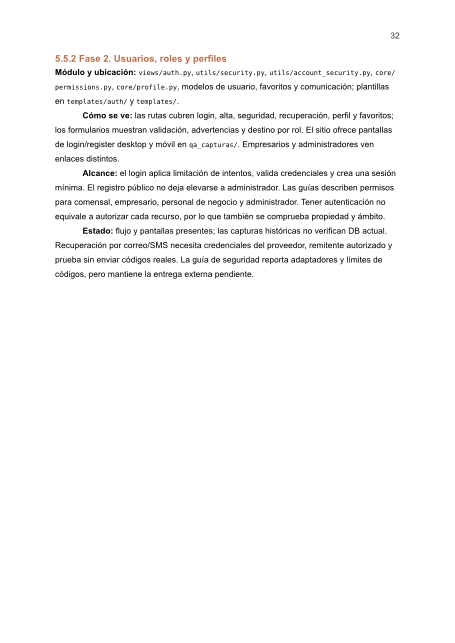 32
5.5.2 Fase 2. Usuarios, roles y perfiles
Módulo y ubicación: views/auth.py, utils/security.py, utils/account_security.py, core/
permissions.py, core/profile.py, modelos de usuario, favoritos y comunicación; plantillas
en templates/auth/ y templates/.
Cómo se ve: las rutas cubren login, alta, seguridad, recuperación, perfil y favoritos;
los formularios muestran validación, advertencias y destino por rol. El sitio ofrece pantallas
de login/register desktop y móvil en qa_capturas/. Empresarios y administradores ven
enlaces distintos.
Alcance: el login aplica limitación de intentos, valida credenciales y crea una sesión
mínima. El registro público no deja elevarse a administrador. Las guías describen permisos
para comensal, empresario, personal de negocio y administrador. Tener autenticación no
equivale a autorizar cada recurso, por lo que también se comprueba propiedad y ámbito.
Estado: flujo y pantallas presentes; las capturas históricas no verifican DB actual.
Recuperación por correo/SMS necesita credenciales del proveedor, remitente autorizado y
prueba sin enviar códigos reales. La guía de seguridad reporta adaptadores y límites de
códigos, pero mantiene la entrega externa pendiente.